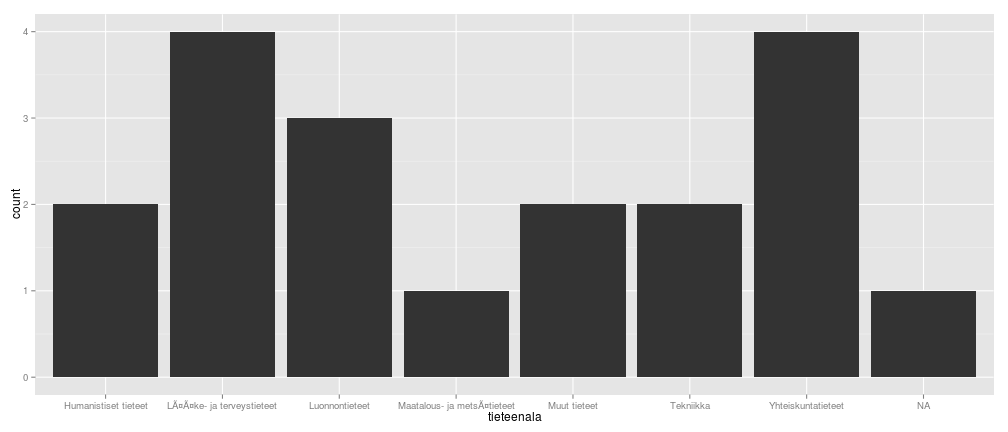 count
4
3
2
1
0
Humanistiset tieteet
LÃ¤Ã¤ke- ja terveystieteet
Luonnontieteet
Maatalous- ja metsÃ¤tieteet
Muut tieteet
Tekniikka
Yhteiskuntatieteet
NA
tieteenala